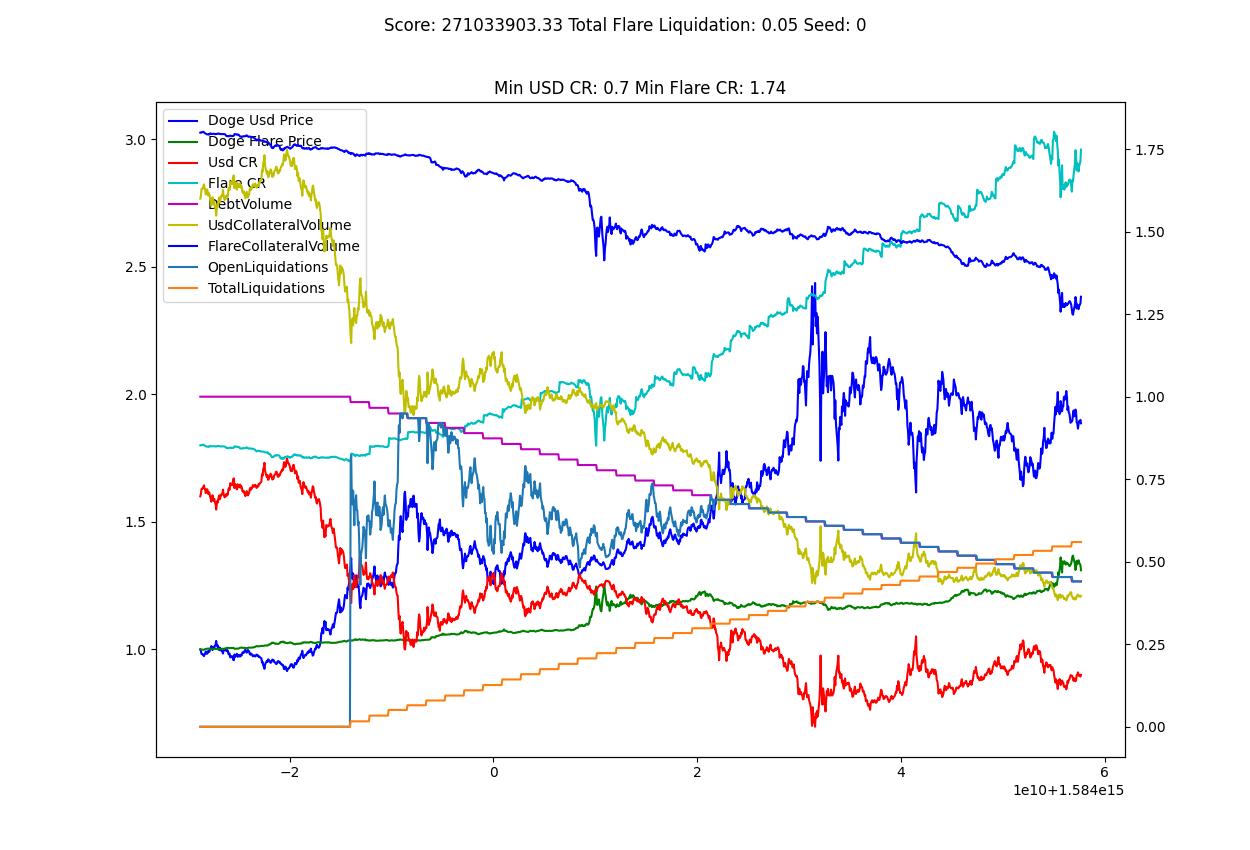 Score: 271033903.33 Total Flare Liquidation: 0.05 Seed: 0
Min USD CR: 0.7 Min Flare CR: 1.74
Doge Usd Price
Doge Flare Price
Usd CR
Flare CR
DebtVolume
UsdCollateralVolume
FlareCollateralVolume
OpenLiquidations
TotalLiquidations
3.0
2.5
2.0
1.5
1.0
1.75
1.50
1.25
1.00
0.75
0.50
0.25
0.00
−2 0 2 4 6
1e10+1.584e15